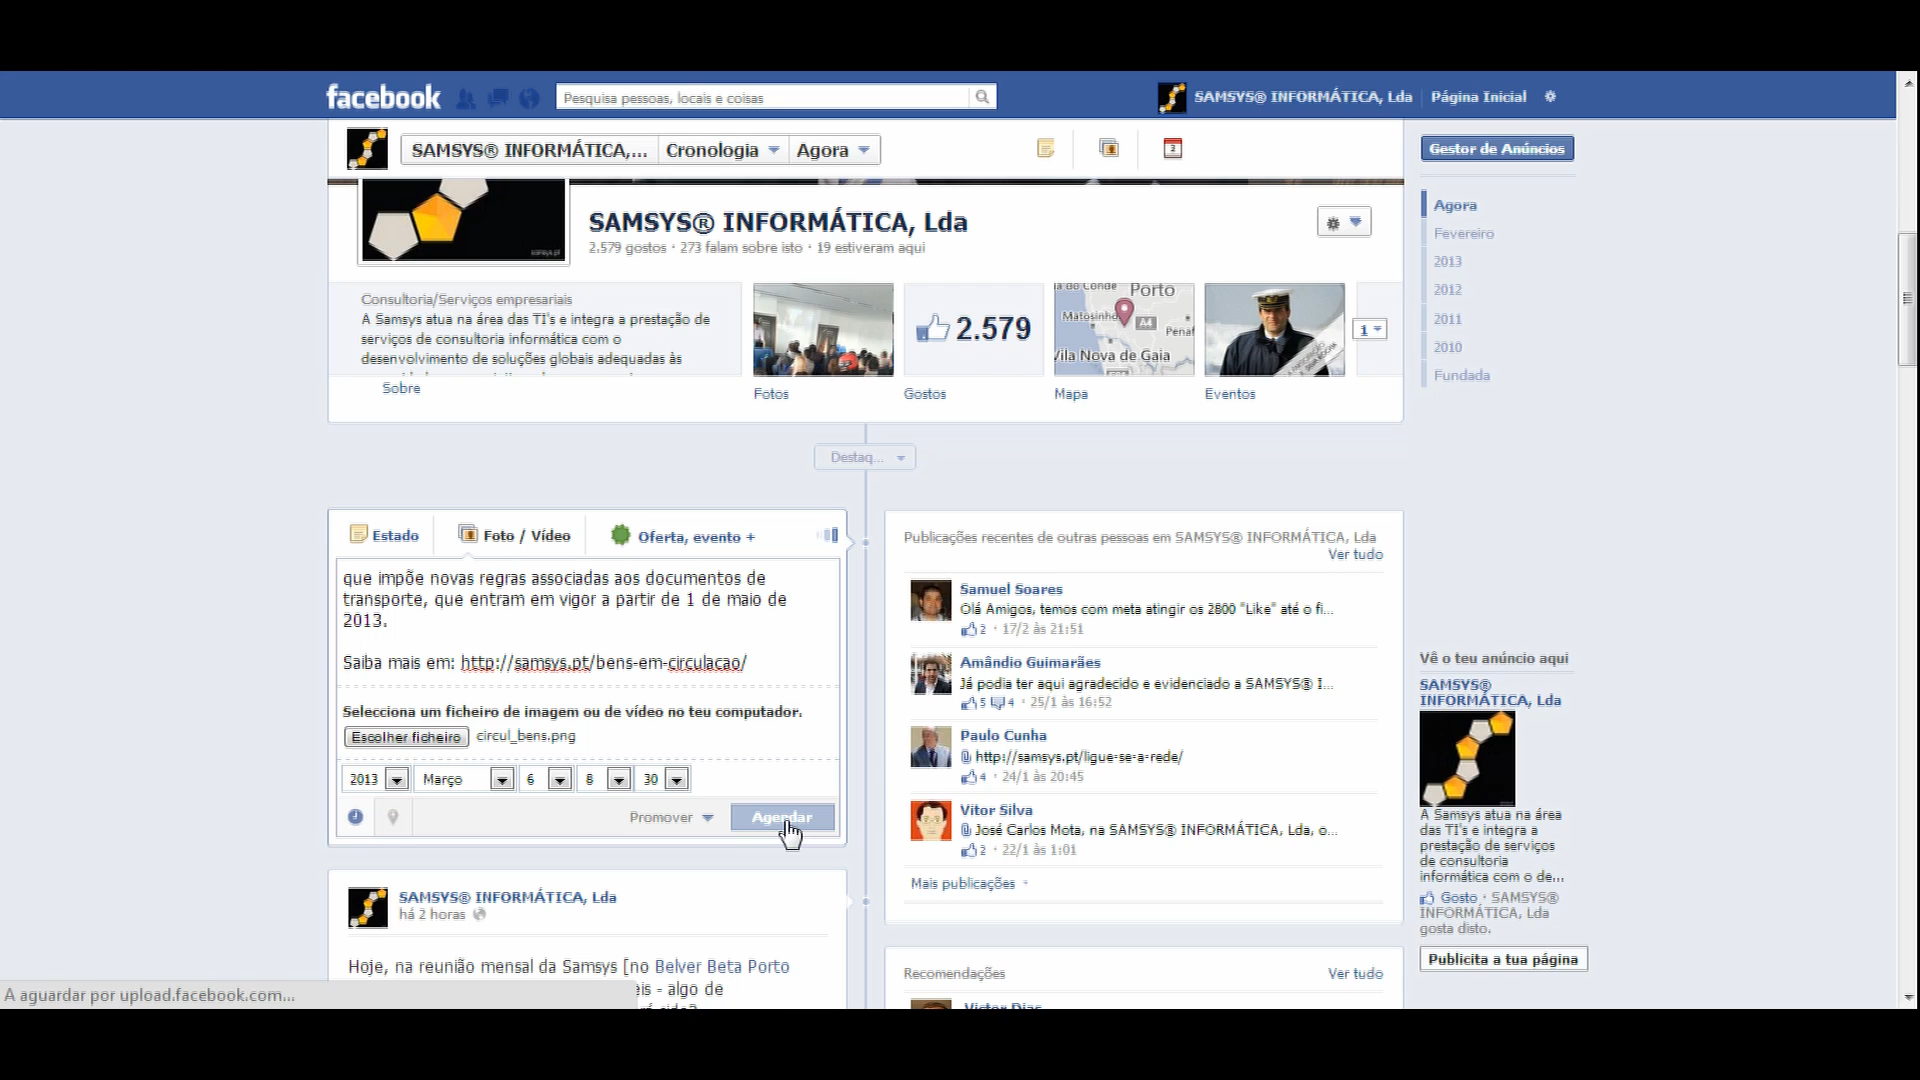 facebook
Pesquisa pessoas, locais e coisas
SAMSYS® INFORMÁTICA, Lda
Página Inicial
SAMSYS® INFORMÁTICA,...
Cronologia
Agora
2
Gestor de Anúncios
SAMSYS® INFORMÁTICA, Lda
2.579 gostos · 273 falam sobre isto · 19 estiveram aqui
Agora
Fevereiro
2013
2012
2011
2010
Fundada
Consultoria/Serviços empresariais
A Samsys atua na área das TI's e integra a prestação de
serviços de consultoria informática com o
desenvolvimento de soluções globais adequadas às
Sobre
Fotos
2.579
Gostos
Porto
A4
Vila Nova de Gaia
Mapa
Eventos
1
Destaq...
Estado
Foto / Vídeo
Oferta, evento +
que impõe novas regras associadas aos documentos de
transporte, que entram em vigor a partir de 1 de maio de
2013.
Saiba mais em: http://samsys.pt/bens-em-circulacao/
Selecciona um ficheiro de imagem ou de vídeo no teu computador.
Escolher ficheiro circul_bens.png
2013 Março 6 8 30
Promover
Agendar
SAMSYS® INFORMÁTICA, Lda
há 2 horas
Hoje, na reunião mensal da Samsys [no Belver Beta Porto
eis - algo de
A aguardar por upload.facebook.com...
Publicações recentes de outras pessoas em SAMSYS® INFORMÁTICA, Lda
Ver tudo
Samuel Soares
Olá Amigos, temos com meta atingir os 2800 "Like" até o fi...
2 · 17/2 às 21:51
Amândio Guimarães
Já podia ter aqui agradecido e evidenciado a SAMSYS® I...
5 4 · 25/1 às 16:52
Paulo Cunha
http://samsys.pt/ligue-se-a-rede/
4 · 24/1 às 20:45
Vitor Silva
José Carlos Mota, na SAMSYS® INFORMÁTICA, Lda, o...
2 · 22/1 às 1:01
Mais publicações
Recomendações
Ver tudo
Victor Dias
Vê o teu anúncio aqui
SAMSYS®
INFORMÁTICA, Lda
A Samsys atua na área
das TI's e integra a
prestação de serviços
de consultoria
informática com o de...
Gosto · SAMSYS®
INFORMÁTICA, Lda
gosta disto.
Publicita a tua página